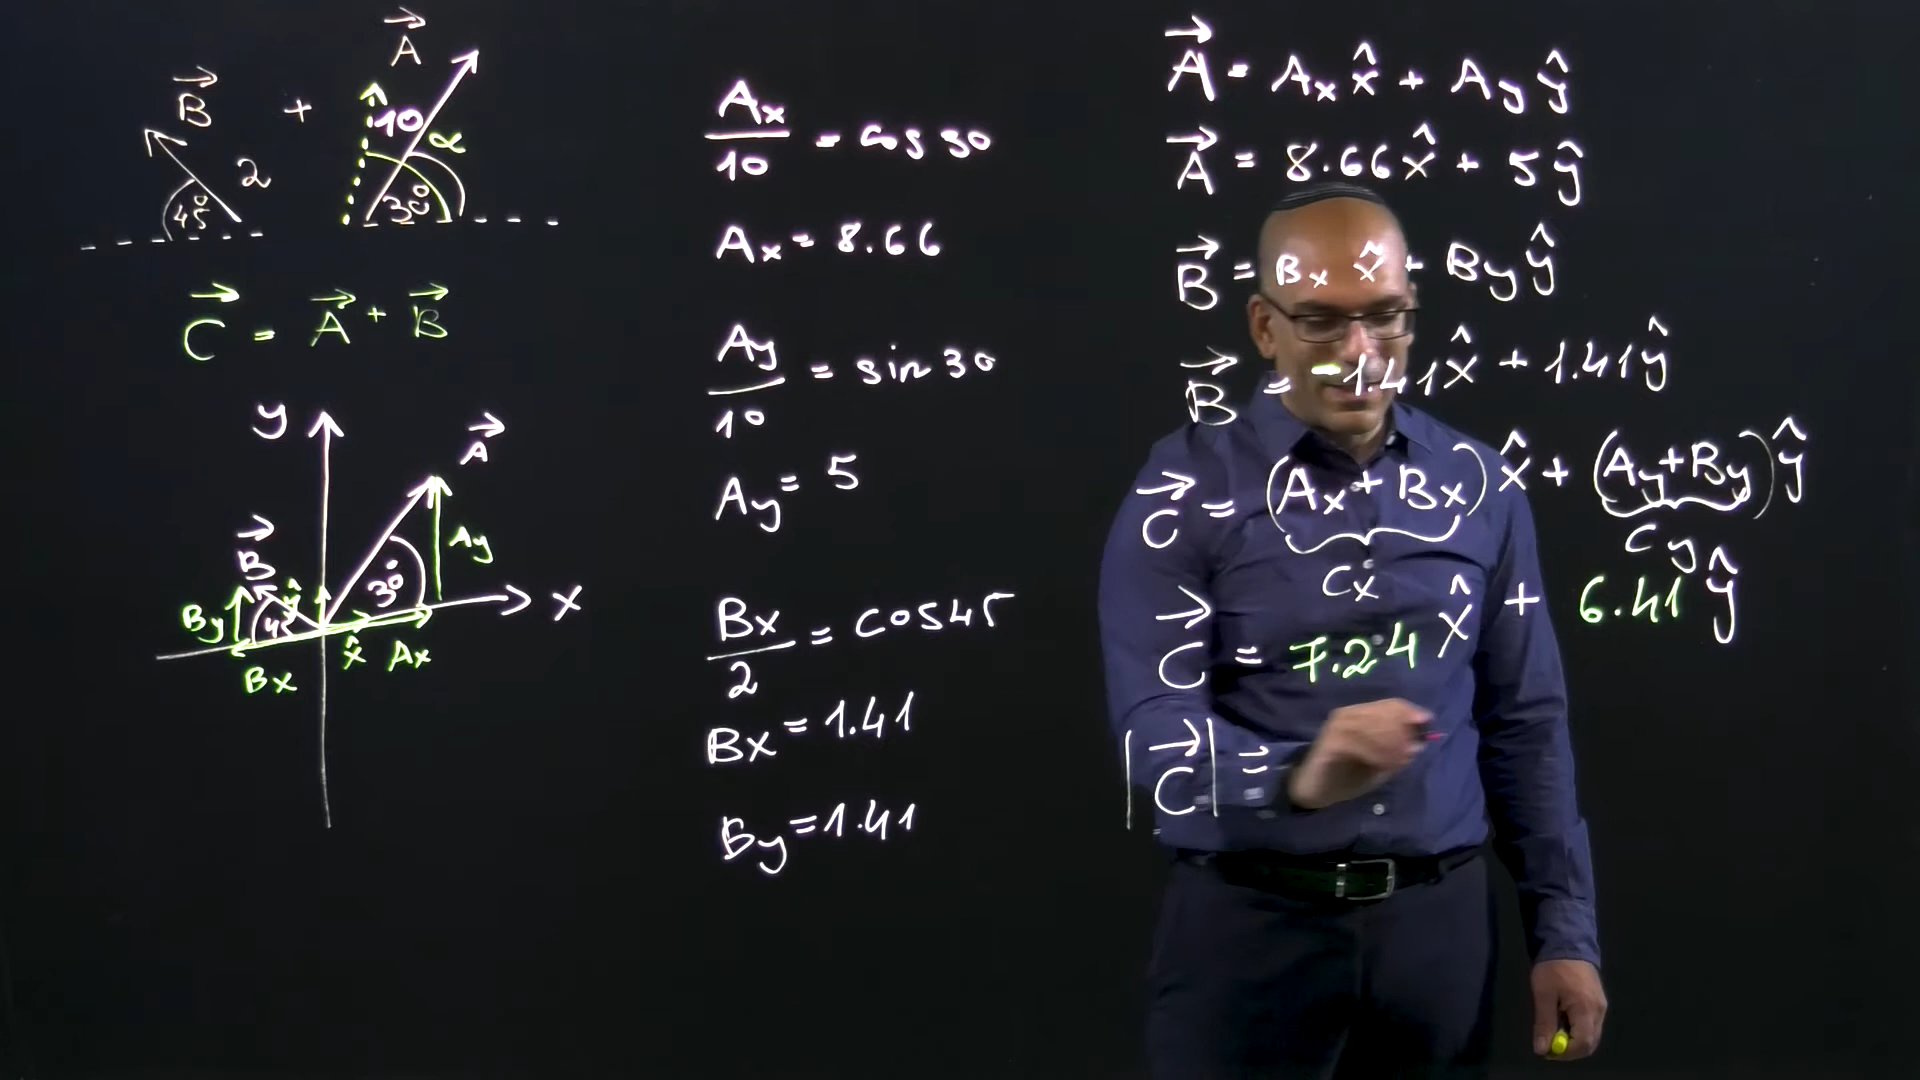 A⃗
B⃗ +
10
α
2
45°
30°
C⃗ = A⃗ + B⃗
y
A⃗
B⃗
Ay
30°
By
45
x
x̂ Ax
Bx
Ax/10 = cos 30
Ax = 8.66
Ay/10 = sin 30
Ay = 5
Bx/2 = cos45
Bx = 1.41
By = 1.41
A⃗ = Ax x̂ + Ay ŷ
A⃗ = 8.66 x̂ + 5 ŷ
B⃗ = Bx x̂ + By ŷ
B⃗ = -1.41 x̂ + 1.41 ŷ
C⃗ = (Ax + Bx) x̂ + (Ay + By) ŷ
Cx Cy
C⃗ = 7.24 x̂ + 6.41 ŷ
|C⃗| =